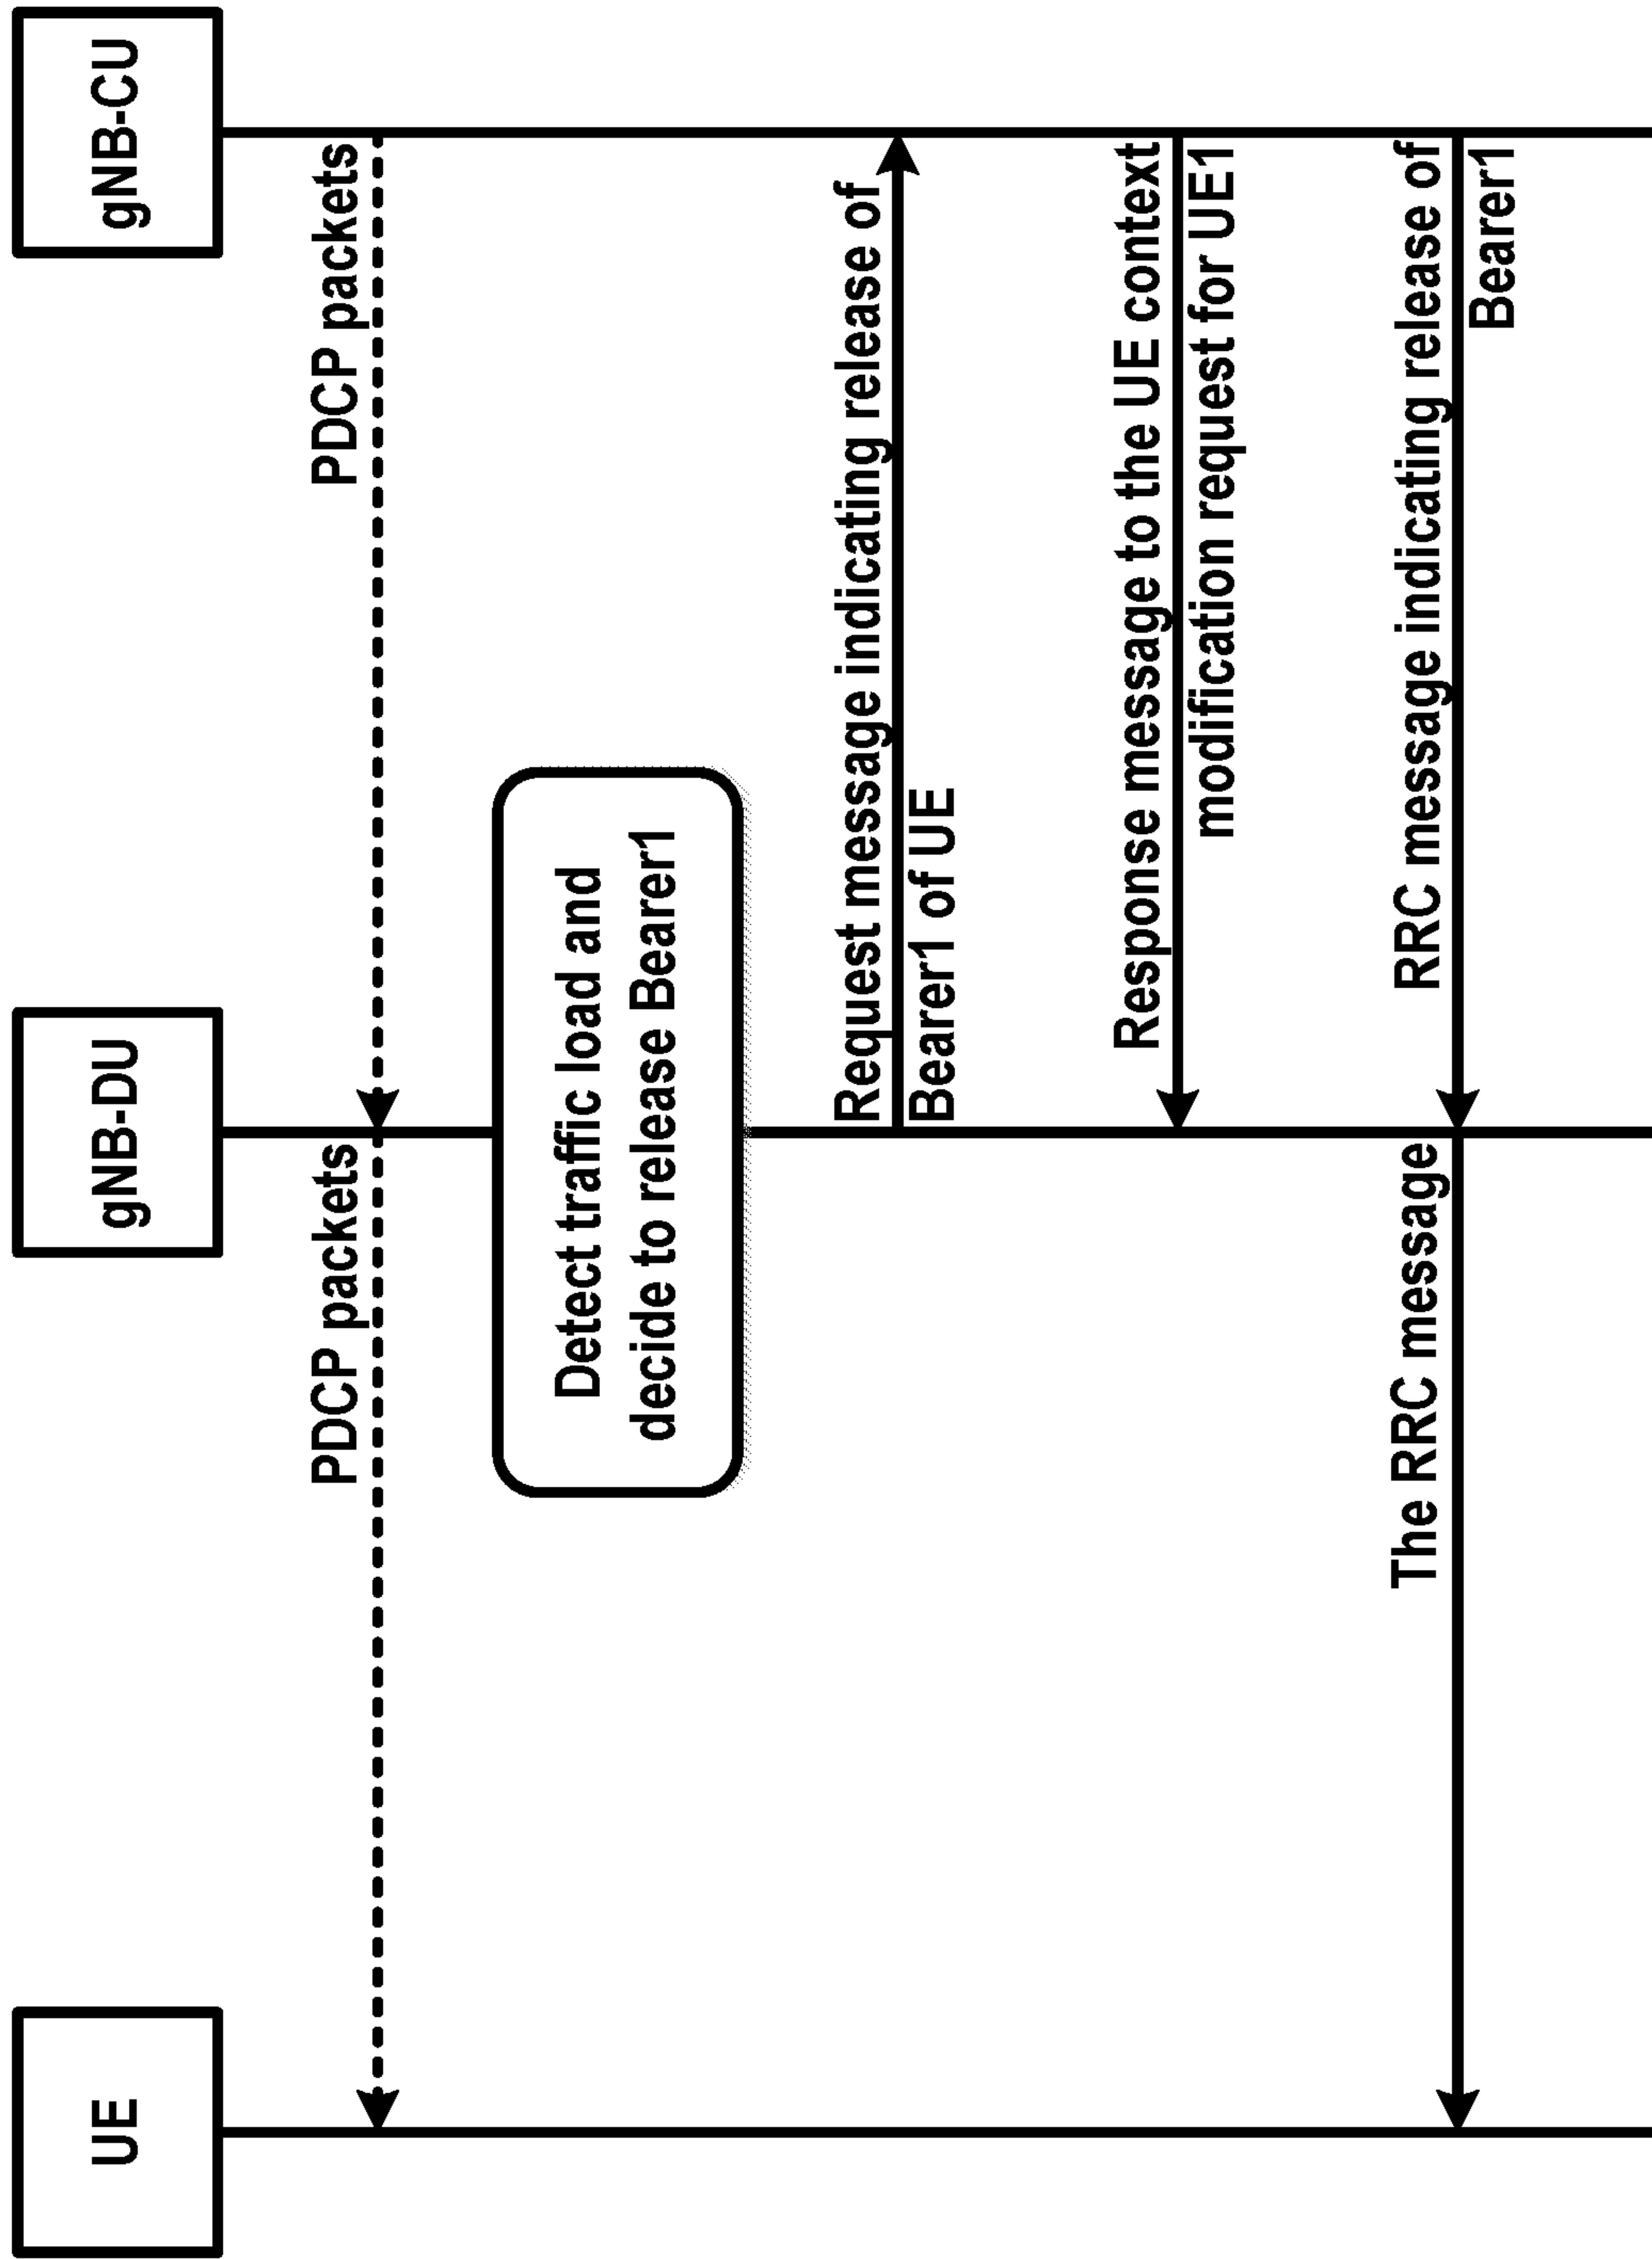 UE
gNB-DU
gNB-CU
PDCP packets
PDCP packets
Detect traffic load and
decide to release Bearer1
Request message indicating release of
Bearer1 of UE
Response message to the UE context
modification request for UE1
The RRC message
RRC message indicating release of
Bearer1